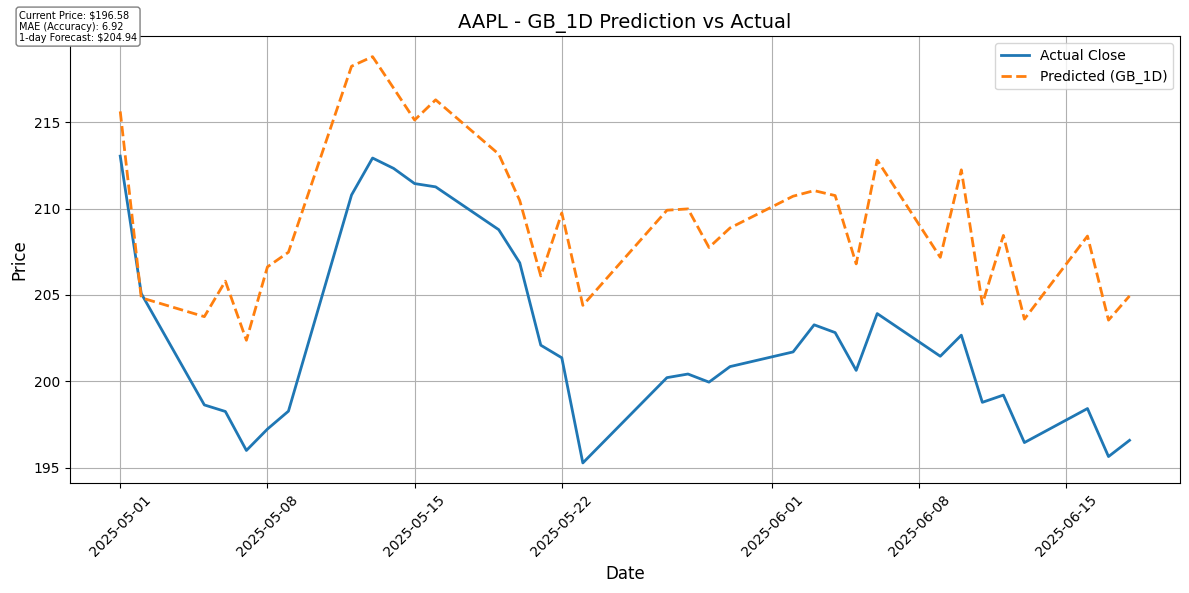 AAPL - GB_1D Prediction vs Actual
Current Price: $196.58
MAE (Accuracy): 6.92
1-day Forecast: $204.94
Actual Close
Predicted (GB_1D)
Price
215
210
205
200
195
2025-05-01
2025-05-08
2025-05-15
2025-05-22
2025-06-01
2025-06-08
2025-06-15
Date